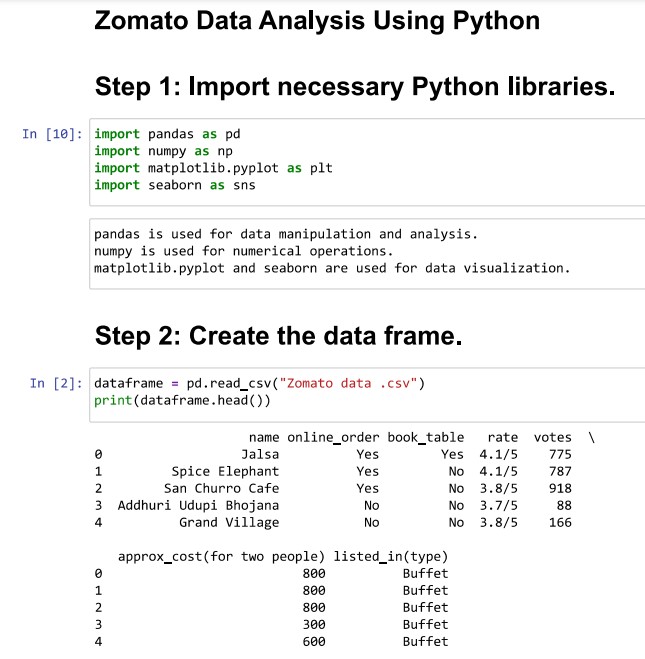 Zomato Data Analysis Using Python
Step 1: Import necessary Python libraries.
In [10]: import pandas as pd
import numpy as np
import matplotlib.pyplot as plt
import seaborn as sns
pandas is used for data manipulation and analysis.
numpy is used for numerical operations.
matplotlib.pyplot and seaborn are used for data visualization.
Step 2: Create the data frame.
In [2]: dataframe = pd.read_csv("Zomato data .csv")
print(dataframe.head())
name online_order book_table rate votes \
0 Jalsa Yes Yes 4.1/5 775
1 Spice Elephant Yes No 4.1/5 787
2 San Churro Cafe Yes No 3.8/5 918
3 Addhuri Udupi Bhojana No No 3.7/5 88
4 Grand Village No No 3.8/5 166
approx_cost(for two people) listed_in(type)
0 800 Buffet
1 800 Buffet
2 800 Buffet
3 300 Buffet
4 600 Buffet